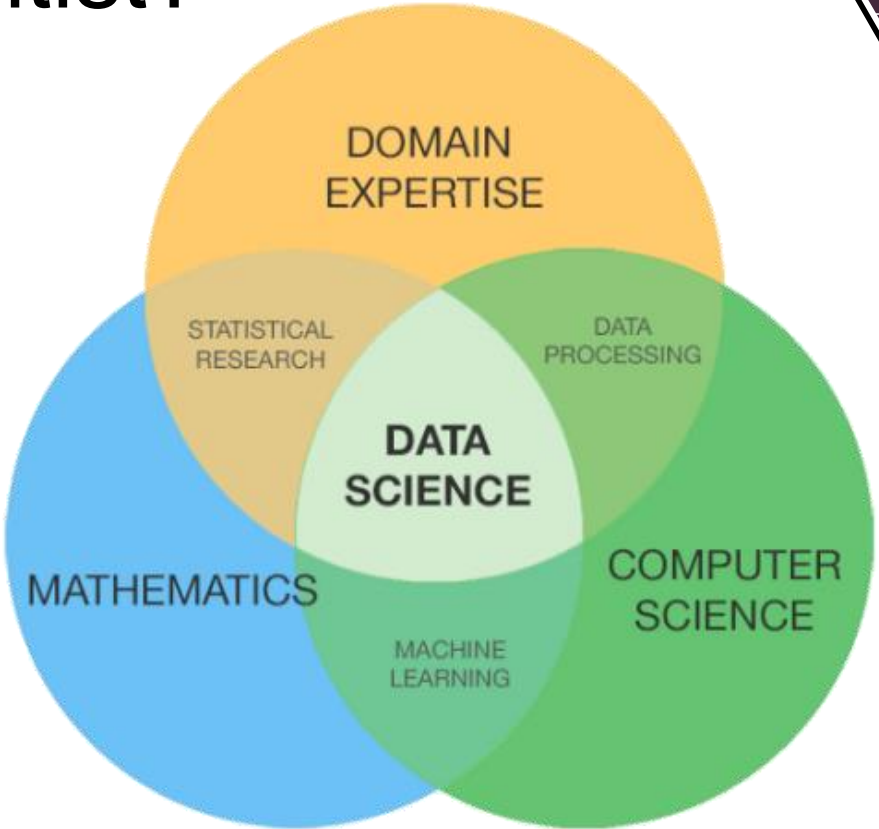 DOMAIN
EXPERTISE
STATISTICAL
RESEARCH
DATA
PROCESSING
DATA
SCIENCE
MATHEMATICS
COMPUTER
SCIENCE
MACHINE
LEARNING